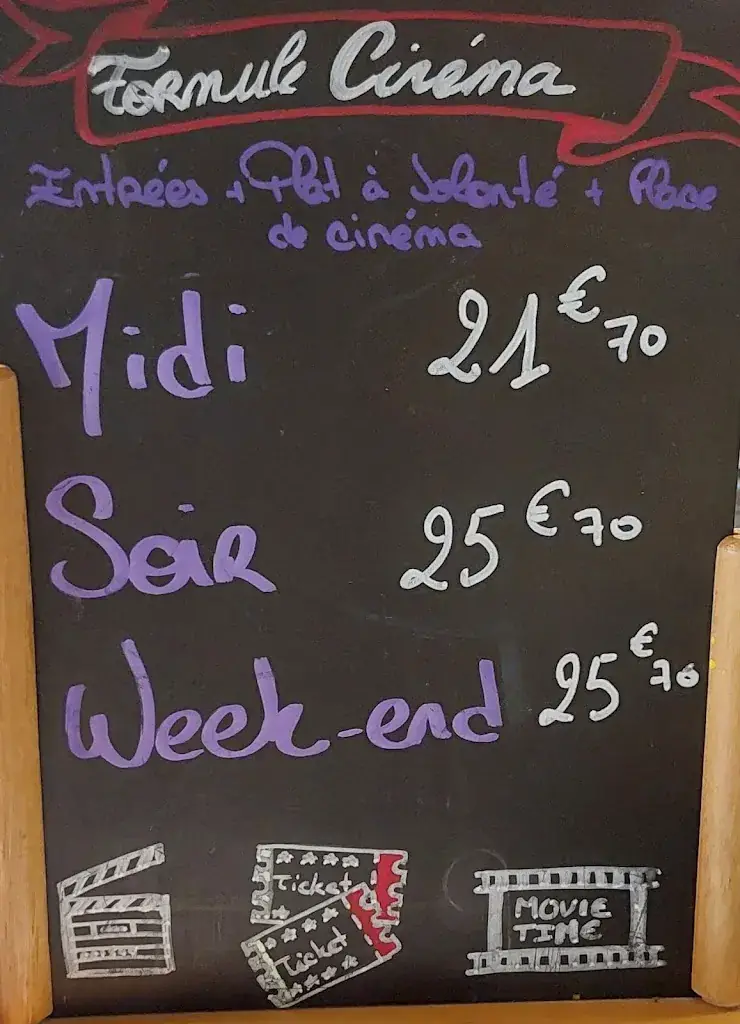 Formule Cinéma
Entrées + Plat à Volonté + Place
de cinéma
Midi 21€70
Soir 25€70
Week-end 25€70
Ticket
Ticket
MOVIE
TIME